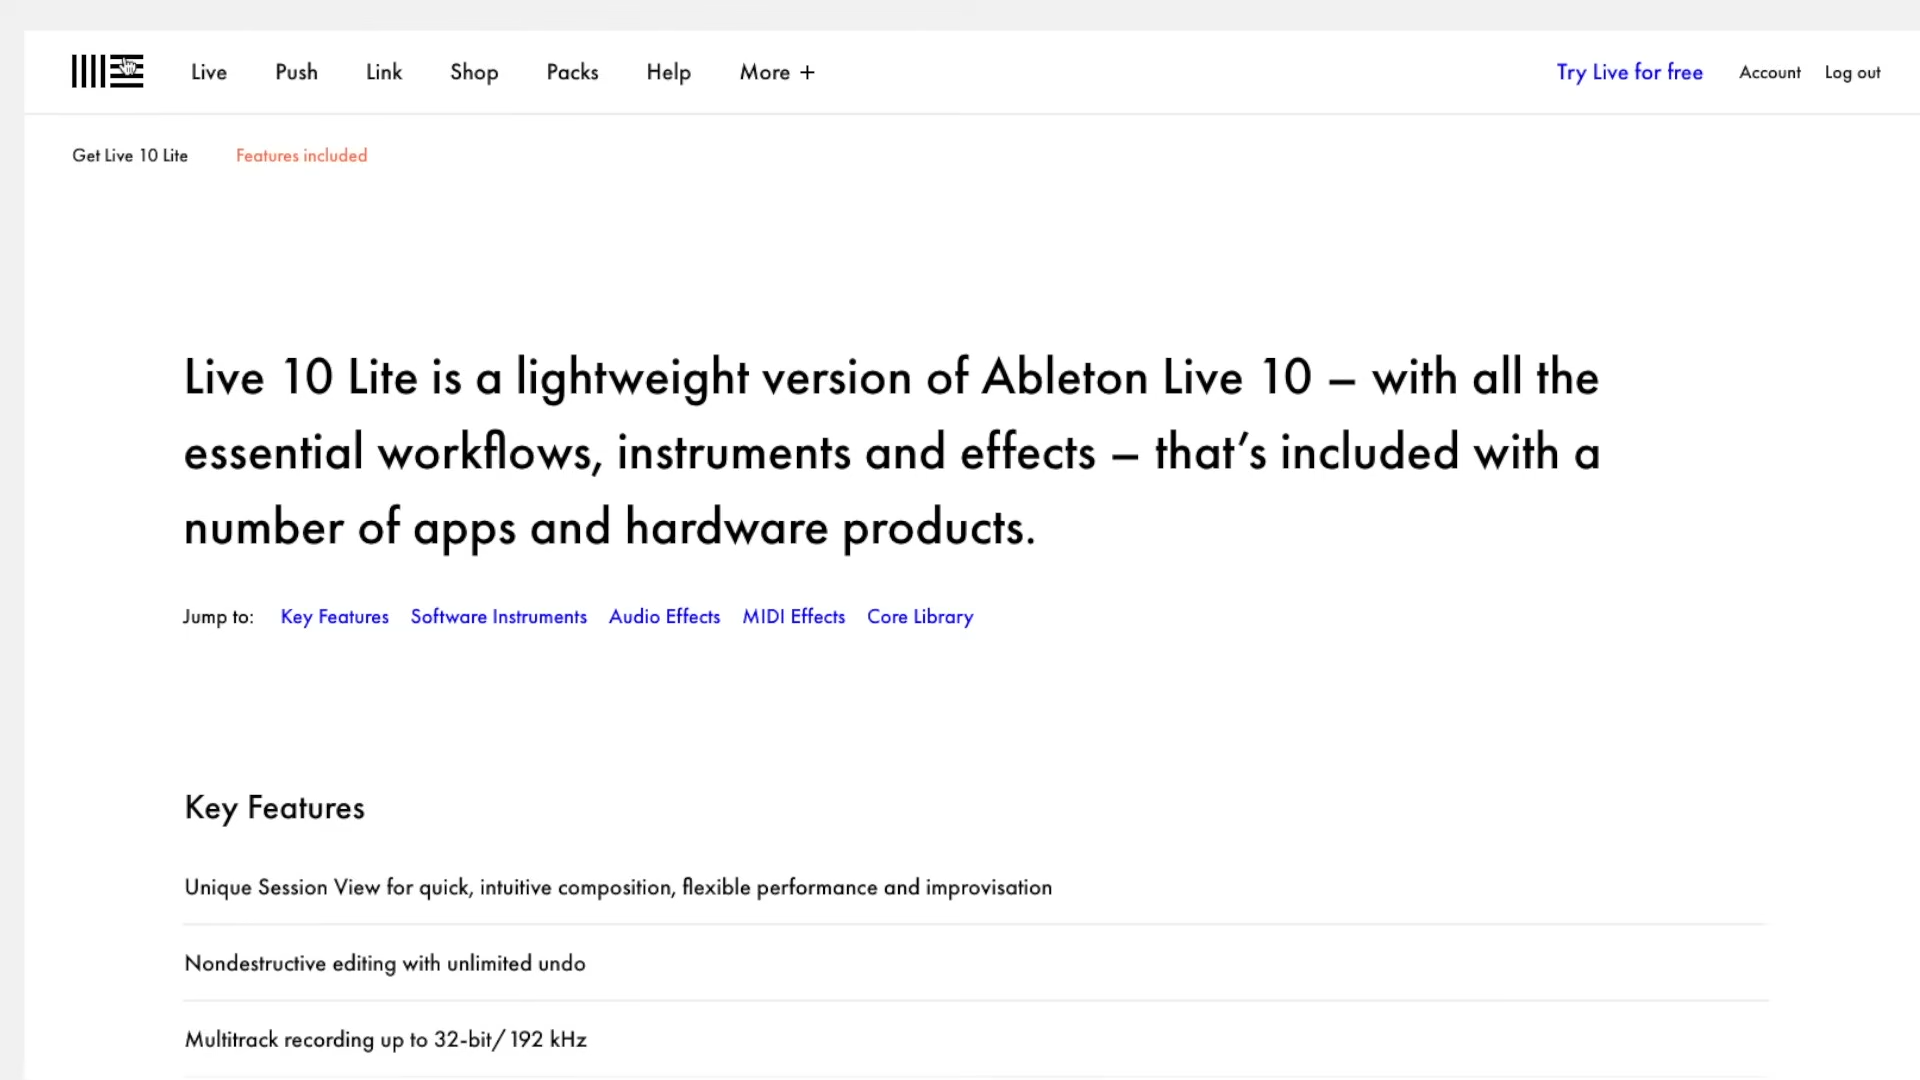 Live Push Link Shop Packs Help More + Try Live for free Account Log out
Get Live 10 Lite Features included
Live 10 Lite is a lightweight version of Ableton Live 10 – with all the
essential workflows, instruments and effects – that’s included with a
number of apps and hardware products.
Jump to: Key Features Software Instruments Audio Effects MIDI Effects Core Library
Key Features
Unique Session View for quick, intuitive composition, flexible performance and improvisation
Nondestructive editing with unlimited undo
Multitrack recording up to 32-bit/192 kHz